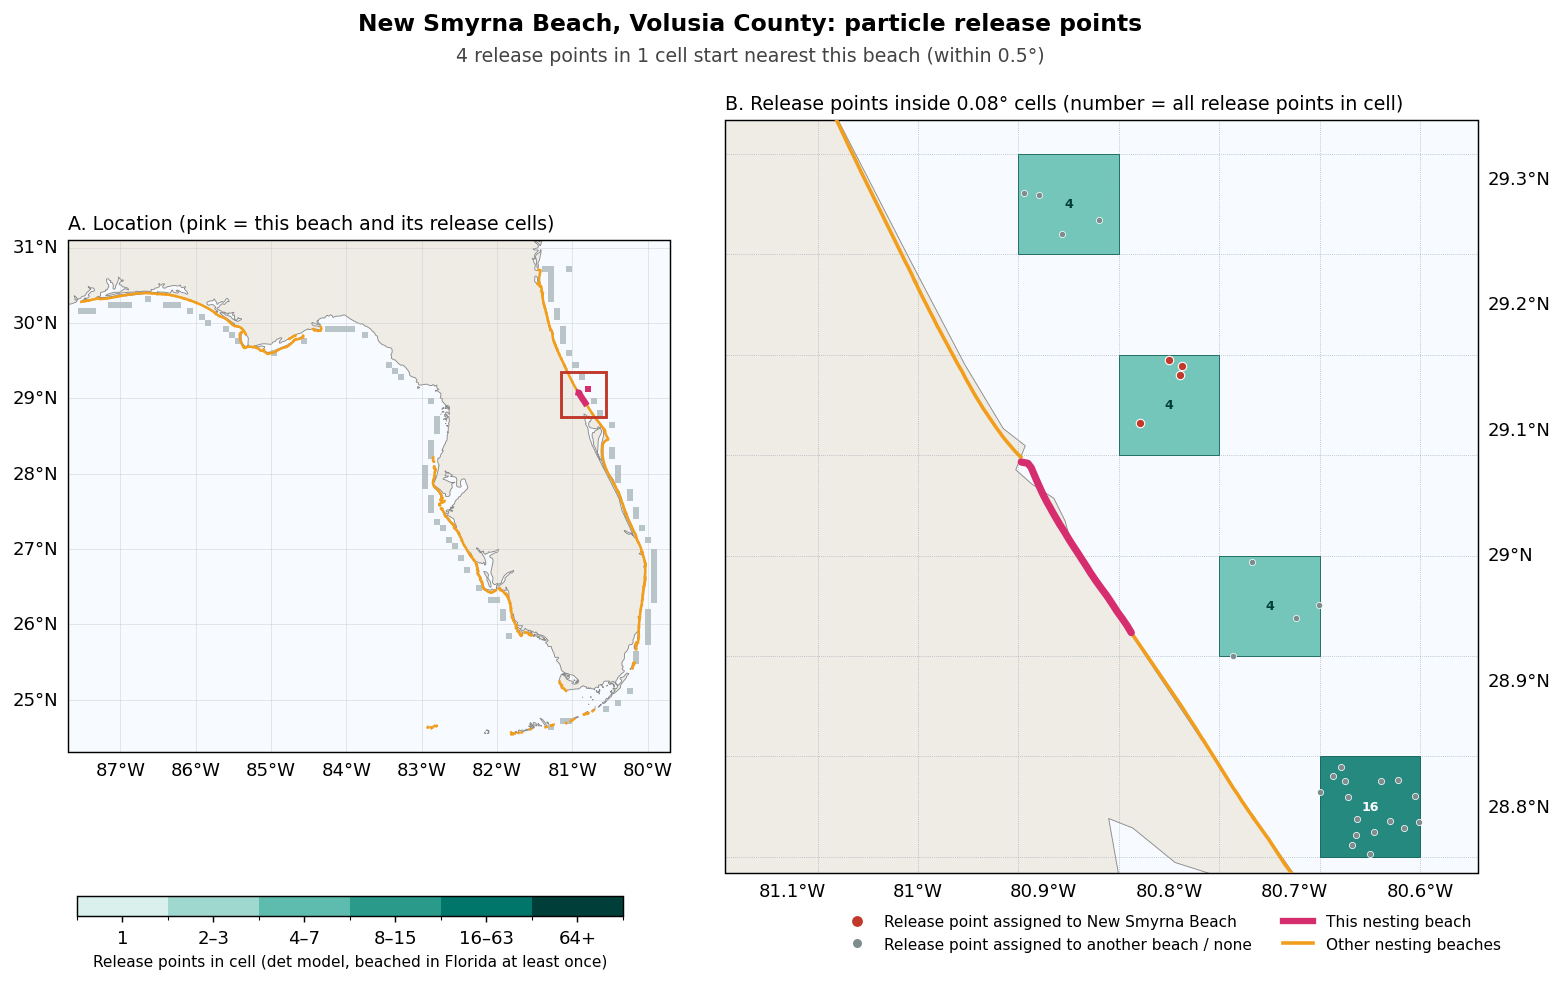 New Smyrna Beach, Volusia County: particle release points
4 release points in 1 cell start nearest this beach (within 0.5°)
A. Location (pink = this beach and its release cells)
31°N
30°N
29°N
28°N
27°N
26°N
25°N
87°W 86°W 85°W 84°W 83°W 82°W 81°W 80°W
B. Release points inside 0.08° cells (number = all release points in cell)
4
4
4
16
29.3°N
29.2°N
29.1°N
29°N
28.9°N
28.8°N
81.1°W 81°W 80.9°W 80.8°W 80.7°W 80.6°W
1 2–3 4–7 8–15 16–63 64+
Release points in cell (det model, beached in Florida at least once)
Release point assigned to New Smyrna Beach
Release point assigned to another beach / none
This nesting beach
Other nesting beaches